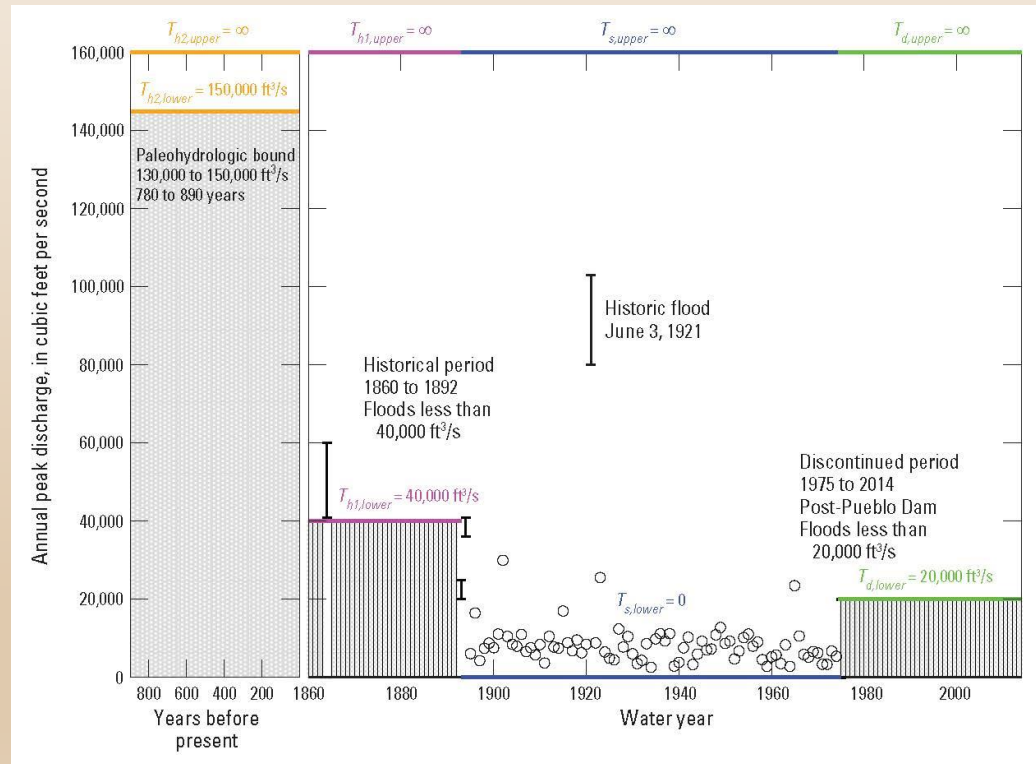 T_h2,upper = ∞
T_h1,upper = ∞
T_s,upper = ∞
T_d,upper = ∞
160,000
140,000
120,000
100,000
80,000
60,000
40,000
20,000
0
Annual peak discharge, in cubic feet per second
T_h2,lower = 150,000 ft³/s
Paleohydrologic bound
130,000 to 150,000 ft³/s
780 to 890 years
Historic flood
June 3, 1921
Historical period
1860 to 1892
Floods less than
40,000 ft³/s
T_h1,lower = 40,000 ft³/s
Discontinued period
1975 to 2014
Post-Pueblo Dam
Floods less than
20,000 ft³/s
T_d,lower = 20,000 ft³/s
T_s,lower = 0
800 600 400 200
1860 1880 1900 1920 1940 1960 1980 2000
Years before
present
Water year